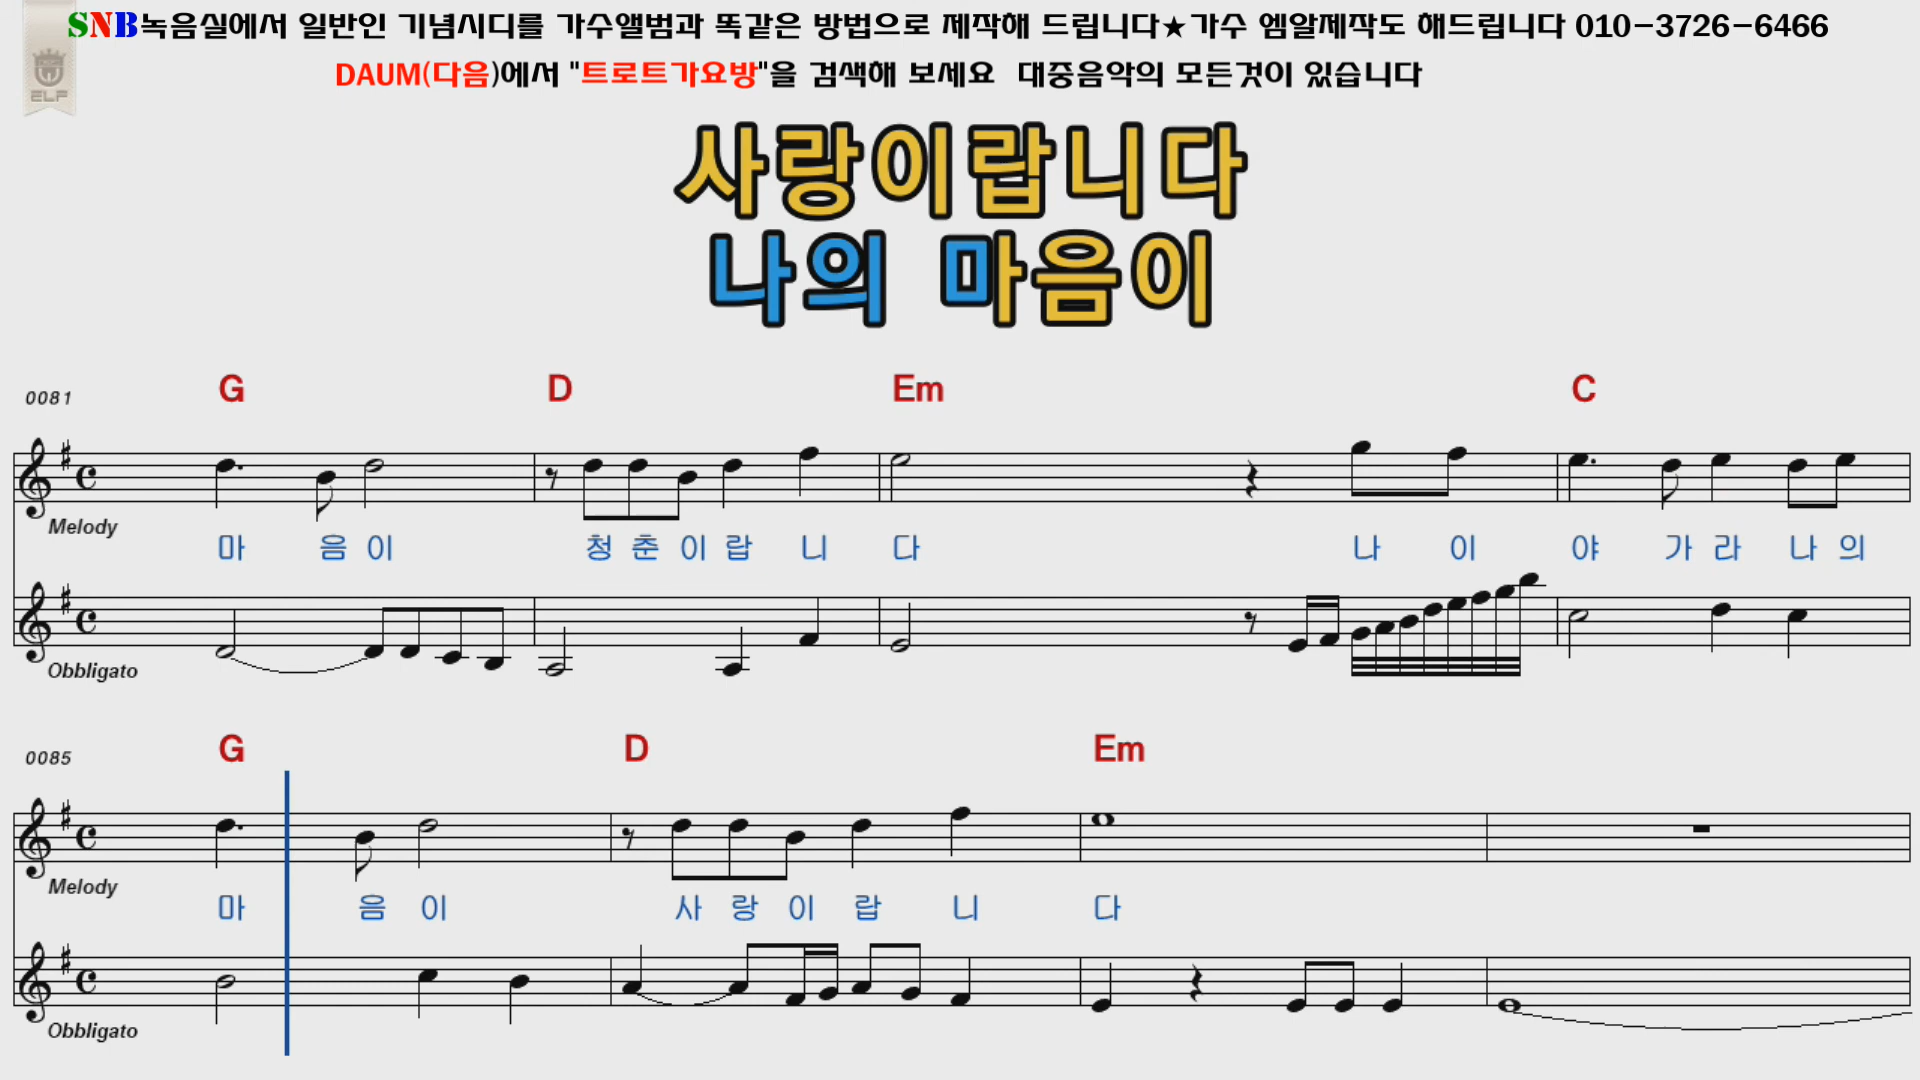 SNB녹음실에서 일반인 기념시디를 가수앨범과 똑같은 방법으로 제작해 드립니다★가수 엠알제작도 해드립니다 010-3726-6466
ELF
DAUM(다음)에서 "트로트가요방"을 검색해 보세요 대중음악의 모든것이 있습니다
사랑이랍니다
나의 마음이
0081 G D Em C
Melody
마 음 이 청 춘 이 랍 니 다 나 이 야 가 라 나 의
Obbligato
0085 G D Em
Melody
마 음 이 사 랑 이 랍 니 다
Obbligato